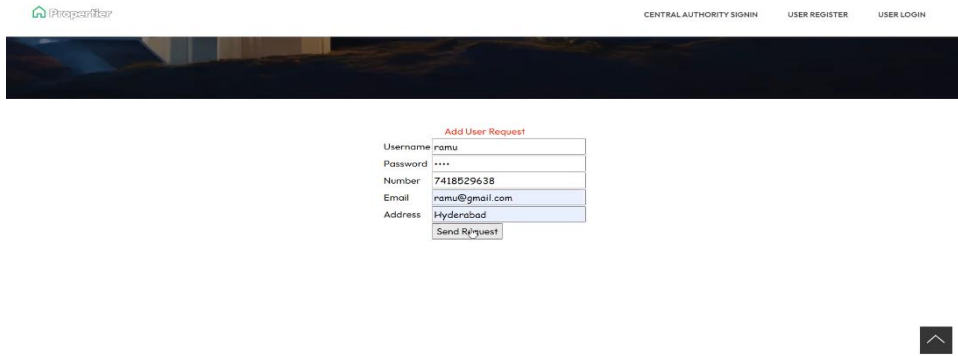 Propertier
CENTRAL AUTHORITY SIGNIN USER REGISTER USER LOGIN
Add User Request
Username ramu
Password ····
Number 7418529638
Email ramu@gmail.com
Address Hyderabad
Send Request